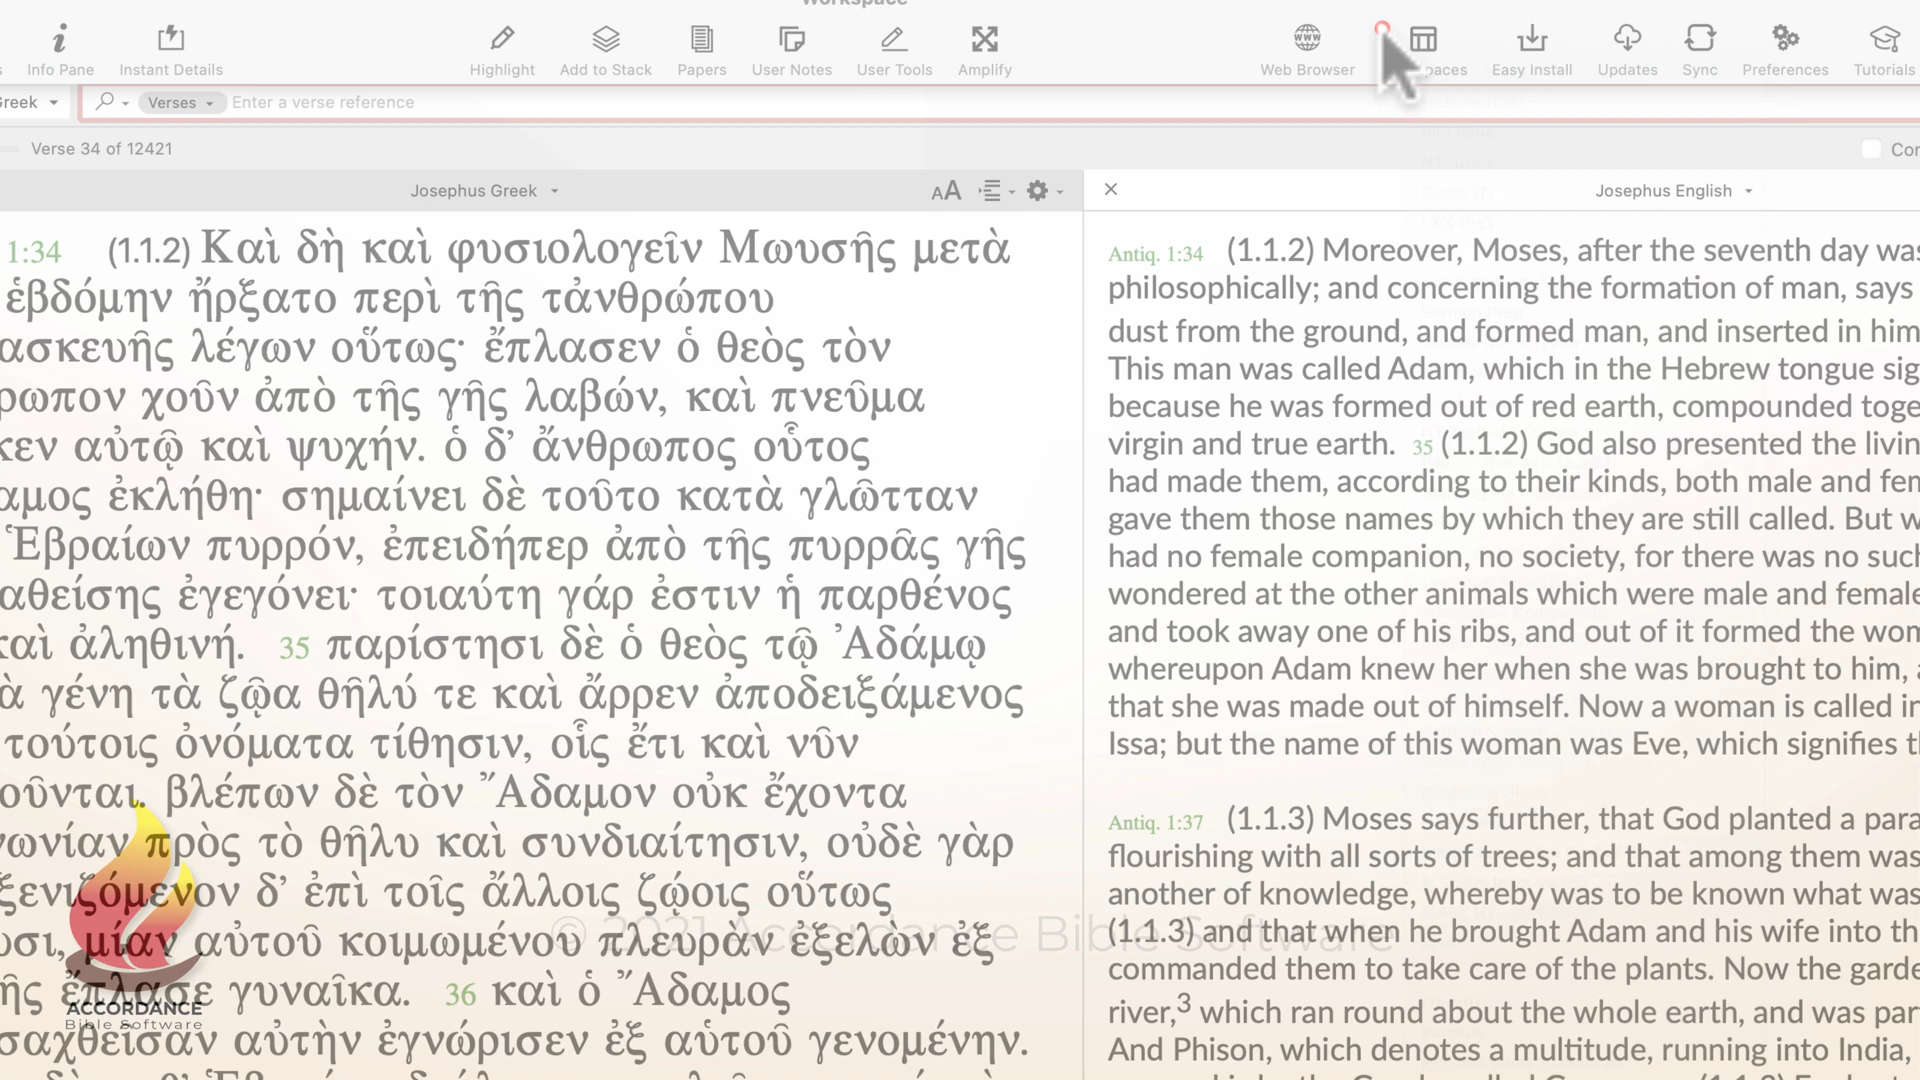 Workspace
Info Pane
Instant Details
Highlight
Add to Stack
Papers
User Notes
User Tools
Amplify
Web Browser
Easy Install
Updates
Sync
Preferences
Tutorials
Verses
Enter a verse reference
Verse 34 of 12421
Josephus Greek
AA
1:34 (1.1.2) Καὶ δὴ καὶ φυσιολογεῖν Μωυσῆς μετὰ
ἑβδόμην ἤρξατο περὶ τῆς τἀνθρώπου
ασκευῆς λέγων οὕτως· ἔπλασεν ὁ θεὸς τὸν
ρωπον χοῦν ἀπὸ τῆς γῆς λαβών, καὶ πνεῦμα
κεν αὐτῷ καὶ ψυχήν. ὁ δ’ ἄνθρωπος οὗτος
αμος ἐκλήθη· σημαίνει δὲ τοῦτο κατὰ γλῶτταν
Ἑβραίων πυρρόν, ἐπειδήπερ ἀπὸ τῆς πυρρᾶς γῆς
αθείσης ἐγεγόνει· τοιαύτη γάρ ἐστιν ἡ παρθένος
καὶ ἀληθινή. 35 παρίστησι δὲ ὁ θεὸς τῷ Ἀδάμῳ
ὰ γένη τὰ ζῷα θῆλύ τε καὶ ἄρρεν ἀποδειξάμενος
τούτοις ὀνόματα τίθησιν, οἷς ἔτι καὶ νῦν
οῦνται. βλέπων δὲ τὸν Ἄδαμον οὐκ ἔχοντα
νωνίαν πρὸς τὸ θῆλυ καὶ συνδιαίτησιν, οὐδὲ γὰρ
ξενιζόμενον δ’ ἐπὶ τοῖς ἄλλοις ζῴοις οὕτως
υσι, μίαν αὐτοῦ κοιμωμένου πλευρὰν ἐξελὼν ἐξ
ῆς ἔπλασε γυναῖκα. 36 καὶ ὁ Ἄδαμος
σαχθεῖσαν αὐτὴν ἐγνώρισεν ἐξ αὑτοῦ γενομένην.
Josephus English
Antiq. 1:34 (1.1.2) Moreover, Moses, after the seventh day was
philosophically; and concerning the formation of man, says
dust from the ground, and formed man, and inserted in him
This man was called Adam, which in the Hebrew tongue sig
because he was formed out of red earth, compounded toge
virgin and true earth. 35 (1.1.2) God also presented the livin
had made them, according to their kinds, both male and fem
gave them those names by which they are still called. But w
had no female companion, no society, for there was no such
wondered at the other animals which were male and female
and took away one of his ribs, and out of it formed the wom
whereupon Adam knew her when she was brought to him, a
that she was made out of himself. Now a woman is called in
Issa; but the name of this woman was Eve, which signifies th
Antiq. 1:37 (1.1.3) Moses says further, that God planted a para
flourishing with all sorts of trees; and that among them was
another of knowledge, whereby was to be known what was
(1.1.3) and that when he brought Adam and his wife into th
commanded them to take care of the plants. Now the garde
river,3 which ran round about the whole earth, and was par
And Phison, which denotes a multitude, running into India,
© 2021 Accordance Bible Software
ACCORDANCE
Bible Software